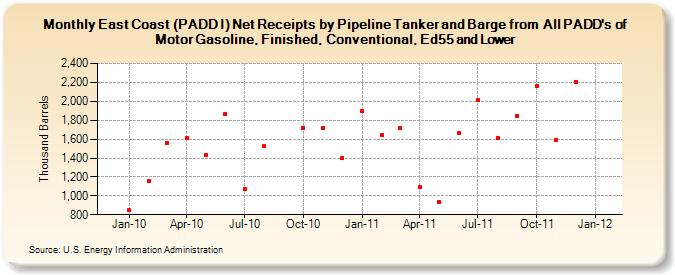 Monthly East Coast (PADD I) Net Receipts by Pipeline Tanker and Barge from All PADD's of
Motor Gasoline, Finished, Conventional, Ed55 and Lower
Thousand Barrels
2,400
2,200
2,000
1,800
1,600
1,400
1,200
1,000
800
Jan-10 Apr-10 Jul-10 Oct-10 Jan-11 Apr-11 Jul-11 Oct-11 Jan-12
Source: U.S. Energy Information Administration